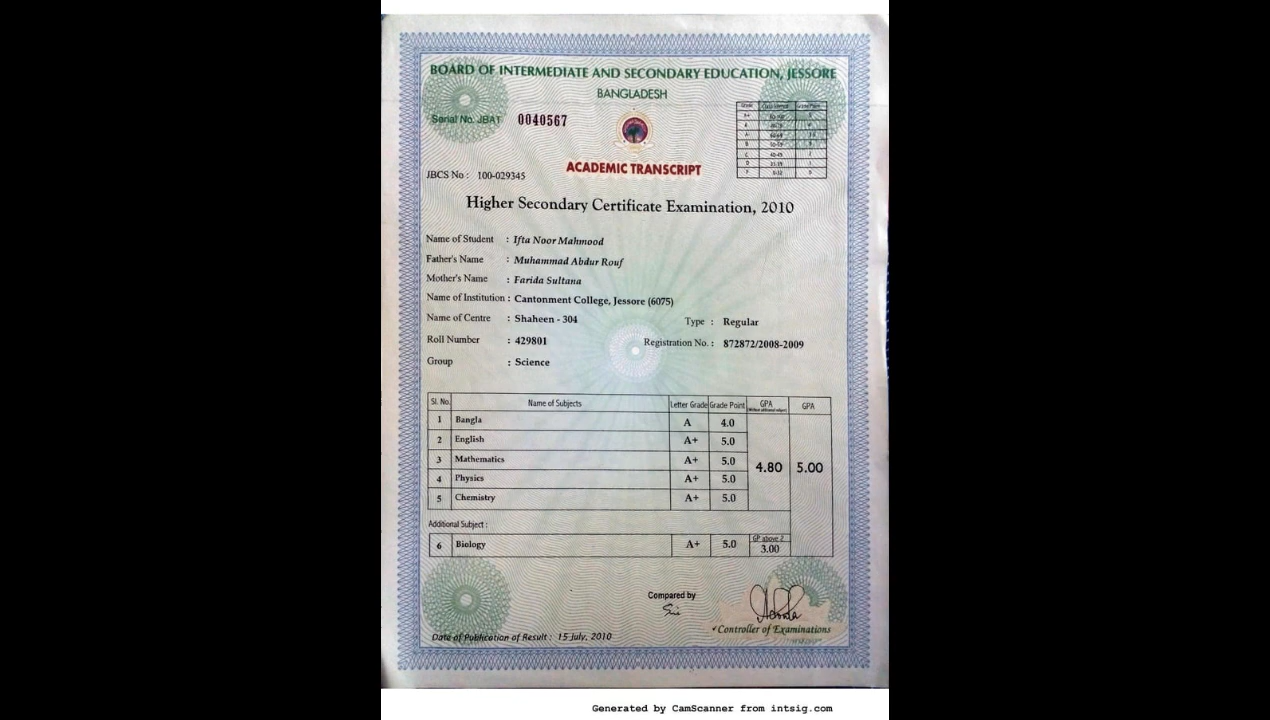 BOARD OF INTERMEDIATE AND SECONDARY EDUCATION, JESSORE
BANGLADESH
Serial No. JBAT 0040567
JBCS No : 100-029345
ACADEMIC TRANSCRIPT
Higher Secondary Certificate Examination, 2010
Name of Student : Ifta Noor Mahmood
Father's Name : Muhammad Abdur Rouf
Mother's Name : Farida Sultana
Name of Institution : Cantonment College, Jessore (6075)
Name of Centre : Shaheen - 304 Type : Regular
Roll Number : 429801 Registration No. : 872872/2008-2009
Group : Science
Sl. No. Name of Subjects Letter Grade Grade Point GPA GPA
1 Bangla A 4.0
2 English A+ 5.0
3 Mathematics A+ 5.0 4.80 5.00
4 Physics A+ 5.0
5 Chemistry A+ 5.0
Additional Subject :
6 Biology A+ 5.0 GP above 2 3.00
Compared by
Controller of Examinations
Date of Publication of Result : 15 July, 2010
Generated by CamScanner from intsig.com